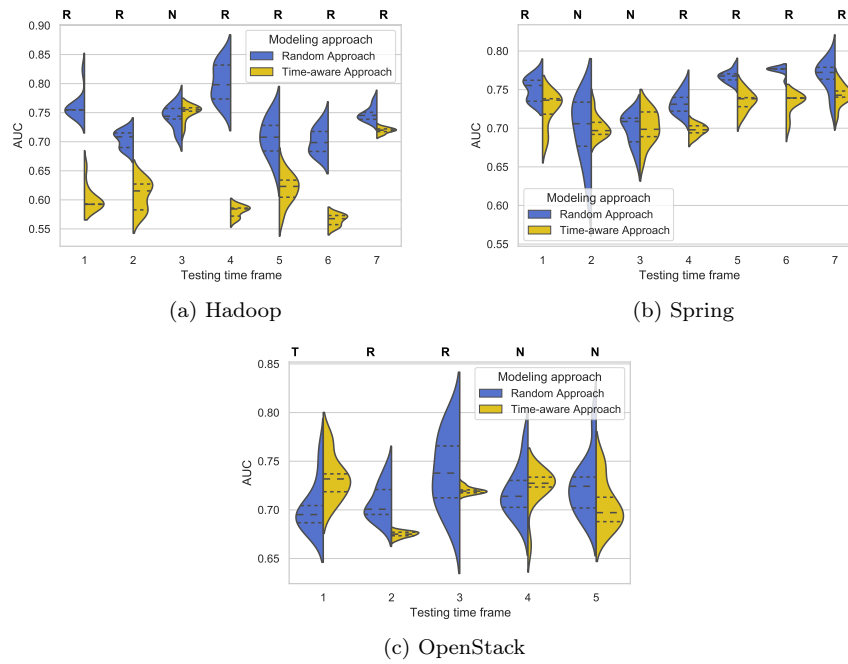 R R N R R R R
0.90
0.85
0.80
0.75
0.70
0.65
0.60
0.55
AUC
Modeling approach
Random Approach
Time-aware Approach
1 2 3 4 5 6 7
Testing time frame
(a) Hadoop
R N N R R R R
0.80
0.75
0.70
0.65
0.60
0.55
AUC
Modeling approach
Random Approach
Time-aware Approach
1 2 3 4 5 6 7
Testing time frame
(b) Spring
T R R N N
0.85
0.80
0.75
0.70
0.65
AUC
Modeling approach
Random Approach
Time-aware Approach
1 2 3 4 5
Testing time frame
(c) OpenStack